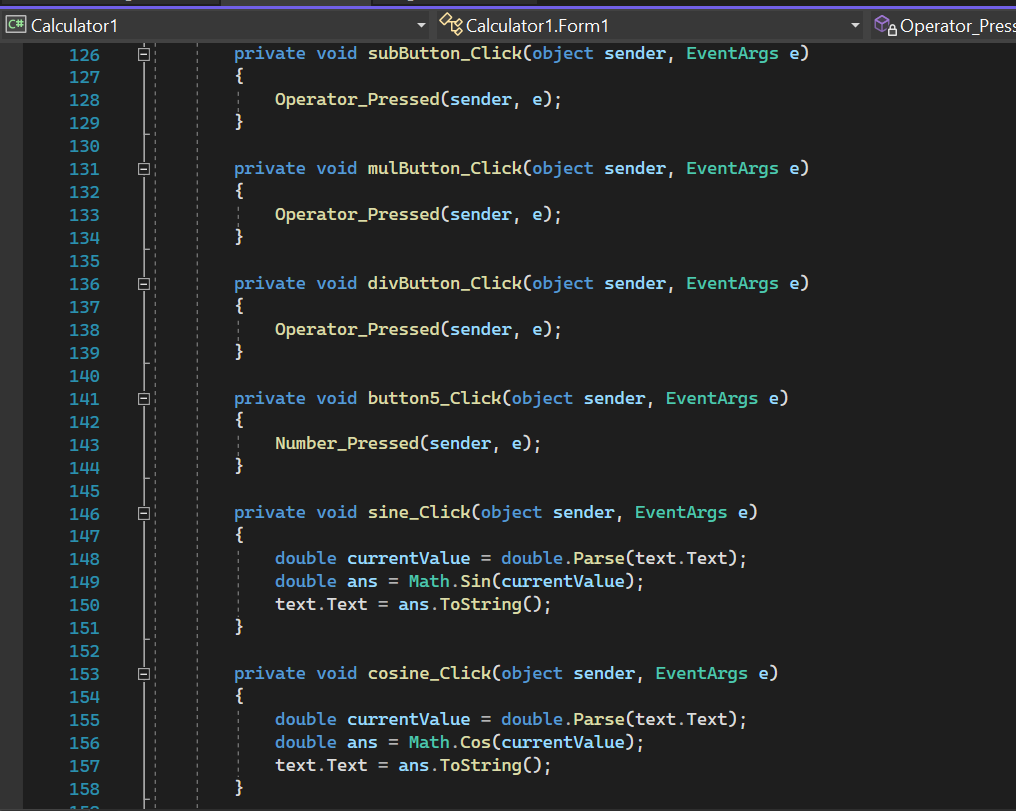 C# Calculator1
Calculator1.Form1
Operator_Press
126 private void subButton_Click(object sender, EventArgs e)
127 {
128 Operator_Pressed(sender, e);
129 }
130
131 private void mulButton_Click(object sender, EventArgs e)
132 {
133 Operator_Pressed(sender, e);
134 }
135
136 private void divButton_Click(object sender, EventArgs e)
137 {
138 Operator_Pressed(sender, e);
139 }
140
141 private void button5_Click(object sender, EventArgs e)
142 {
143 Number_Pressed(sender, e);
144 }
145
146 private void sine_Click(object sender, EventArgs e)
147 {
148 double currentValue = double.Parse(text.Text);
149 double ans = Math.Sin(currentValue);
150 text.Text = ans.ToString();
151 }
152
153 private void cosine_Click(object sender, EventArgs e)
154 {
155 double currentValue = double.Parse(text.Text);
156 double ans = Math.Cos(currentValue);
157 text.Text = ans.ToString();
158 }